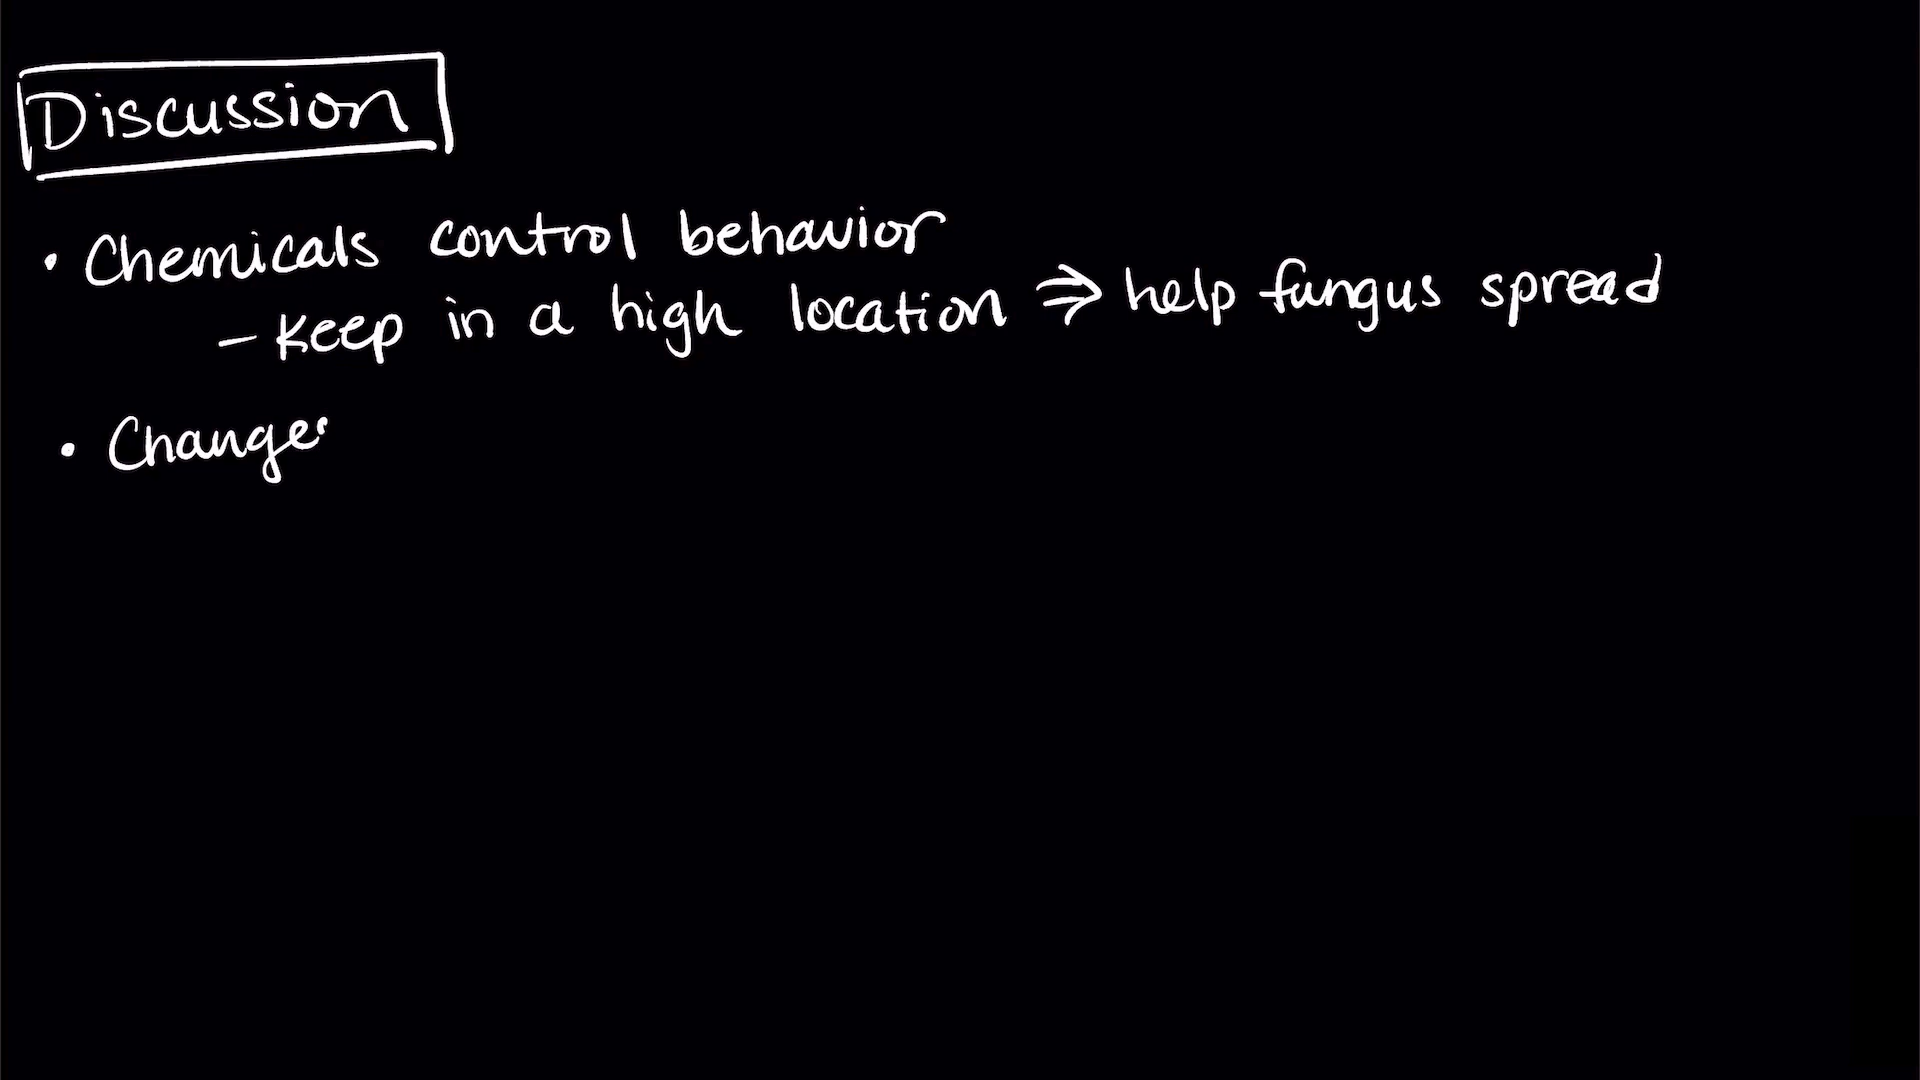 Discussion
• Chemicals control behavior
- Keep in a high location ⇒ help fungus spread
• Change